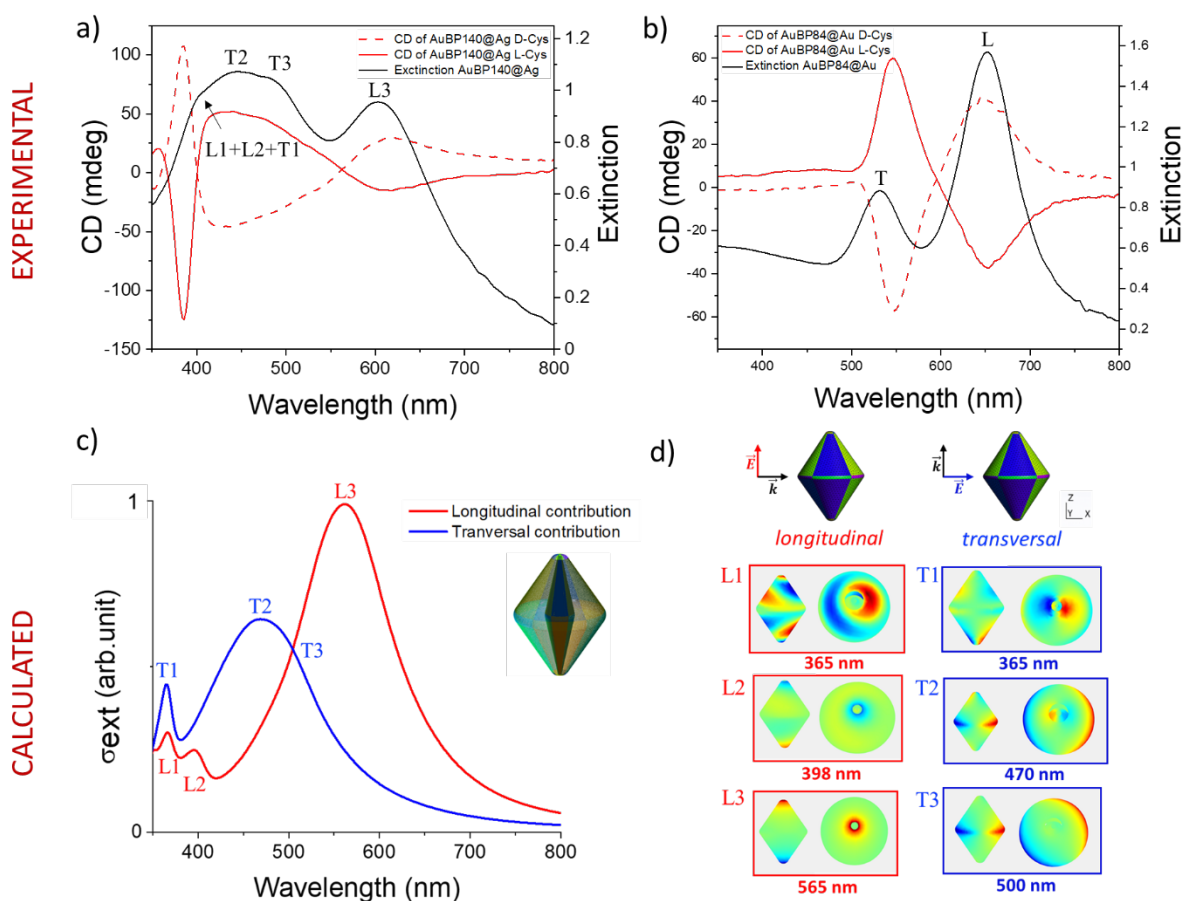 EXPERIMENTAL
a)
CD of AuBP140@Ag D-Cys
CD of AuBP140@Ag L-Cys
Exctinction AuBP140@Ag
T2
T3
L3
L1+L2+T1
100
50
0
-50
-100
-150
CD (mdeg)
1.2
1
0.8
0.6
0.4
0.2
0
Extinction
400
500
600
700
800
Wavelength (nm)
b)
CD of AuBP84@Au D-Cys
CD of AuBP84@Au L-Cys
Extinction AuBP84@Au
L
T
60
40
20
0
-20
-40
-60
CD (mdeg)
1.6
1.4
1.2
1
0.8
0.6
0.4
Extinction
400
500
600
700
800
Wavelength (nm)
CALCULATED
c)
1
0
σext (arb.unit)
L3
Longitudinal contribution
Tranversal contribution
T2
T3
T1
L1
L2
400
500
600
700
800
Wavelength (nm)
d)
E
k
k
E
Z
Y
X
longitudinal
transversal
L1
365 nm
T1
365 nm
L2
398 nm
T2
470 nm
L3
565 nm
T3
500 nm